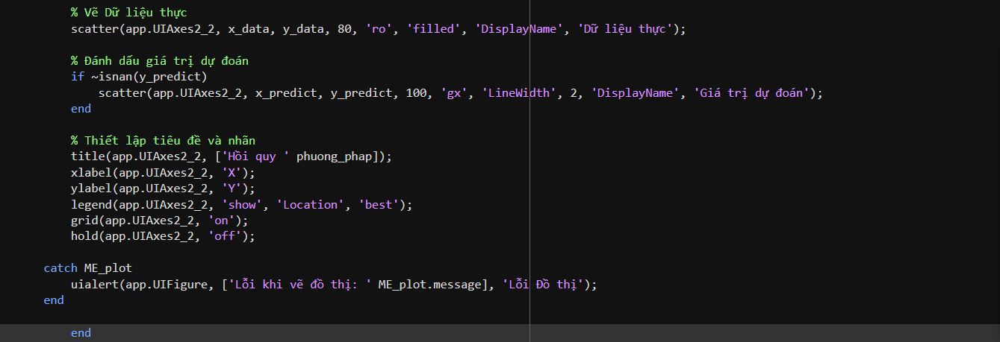 % Vẽ Dữ liệu thực
scatter(app.UIAxes2_2, x_data, y_data, 80, 'ro', 'filled', 'DisplayName', 'Dữ liệu thực');
% Đánh dấu giá trị dự đoán
if ~isnan(y_predict)
scatter(app.UIAxes2_2, x_predict, y_predict, 100, 'gx', 'LineWidth', 2, 'DisplayName', 'Giá trị dự đoán');
end
% Thiết lập tiêu đề và nhãn
title(app.UIAxes2_2, ['Hồi quy ' phuong_phap]);
xlabel(app.UIAxes2_2, 'X');
ylabel(app.UIAxes2_2, 'Y');
legend(app.UIAxes2_2, 'show', 'Location', 'best');
grid(app.UIAxes2_2, 'on');
hold(app.UIAxes2_2, 'off');
catch ME_plot
uialert(app.UIFigure, ['Lỗi khi vẽ đồ thị: ' ME_plot.message], 'Lỗi Đồ thị');
end
end